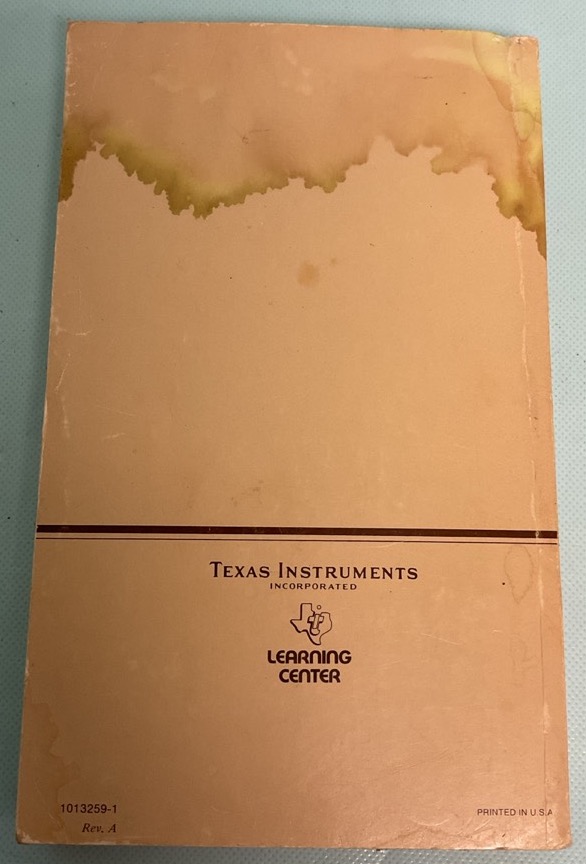 TEXAS INSTRUMENTS
INCORPORATED
LEARNING
CENTER
1013259-1
Rev. A
PRINTED IN U.S.A